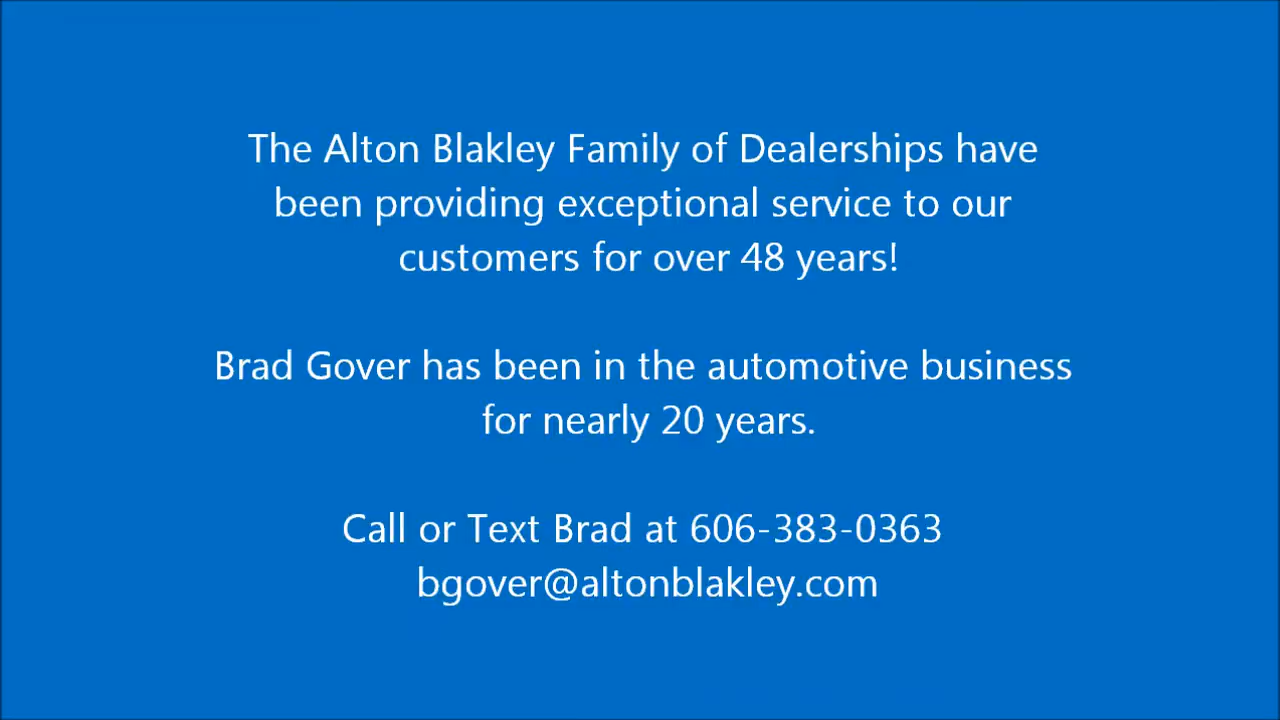 The Alton Blakley Family of Dealerships have
been providing exceptional service to our
customers for over 48 years!
Brad Gover has been in the automotive business
for nearly 20 years.
Call or Text Brad at 606-383-0363
bgover@altonblakley.com